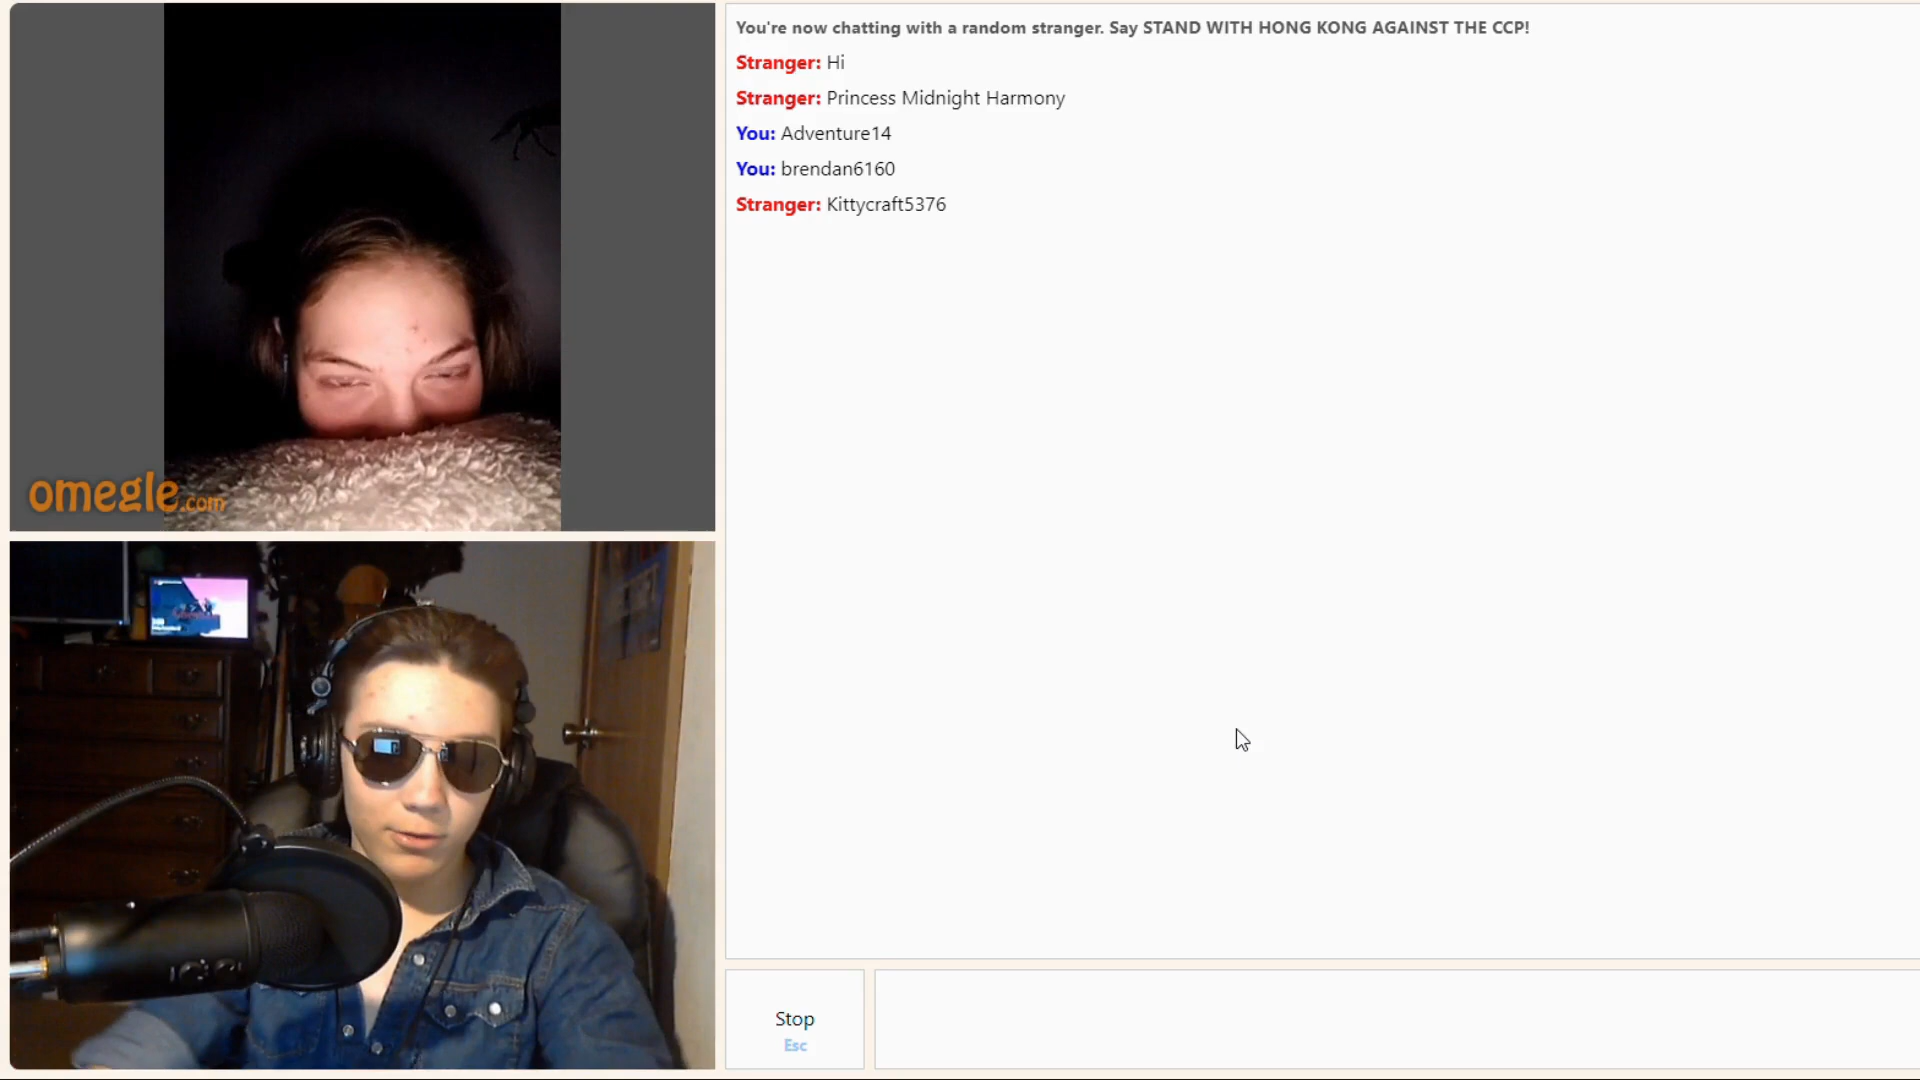 You're now chatting with a random stranger. Say STAND WITH HONG KONG AGAINST THE CCP!
Stranger: Hi
Stranger: Princess Midnight Harmony
You: Adventure14
You: brendan6160
Stranger: Kittycraft5376
omegle.com
Stop
Esc